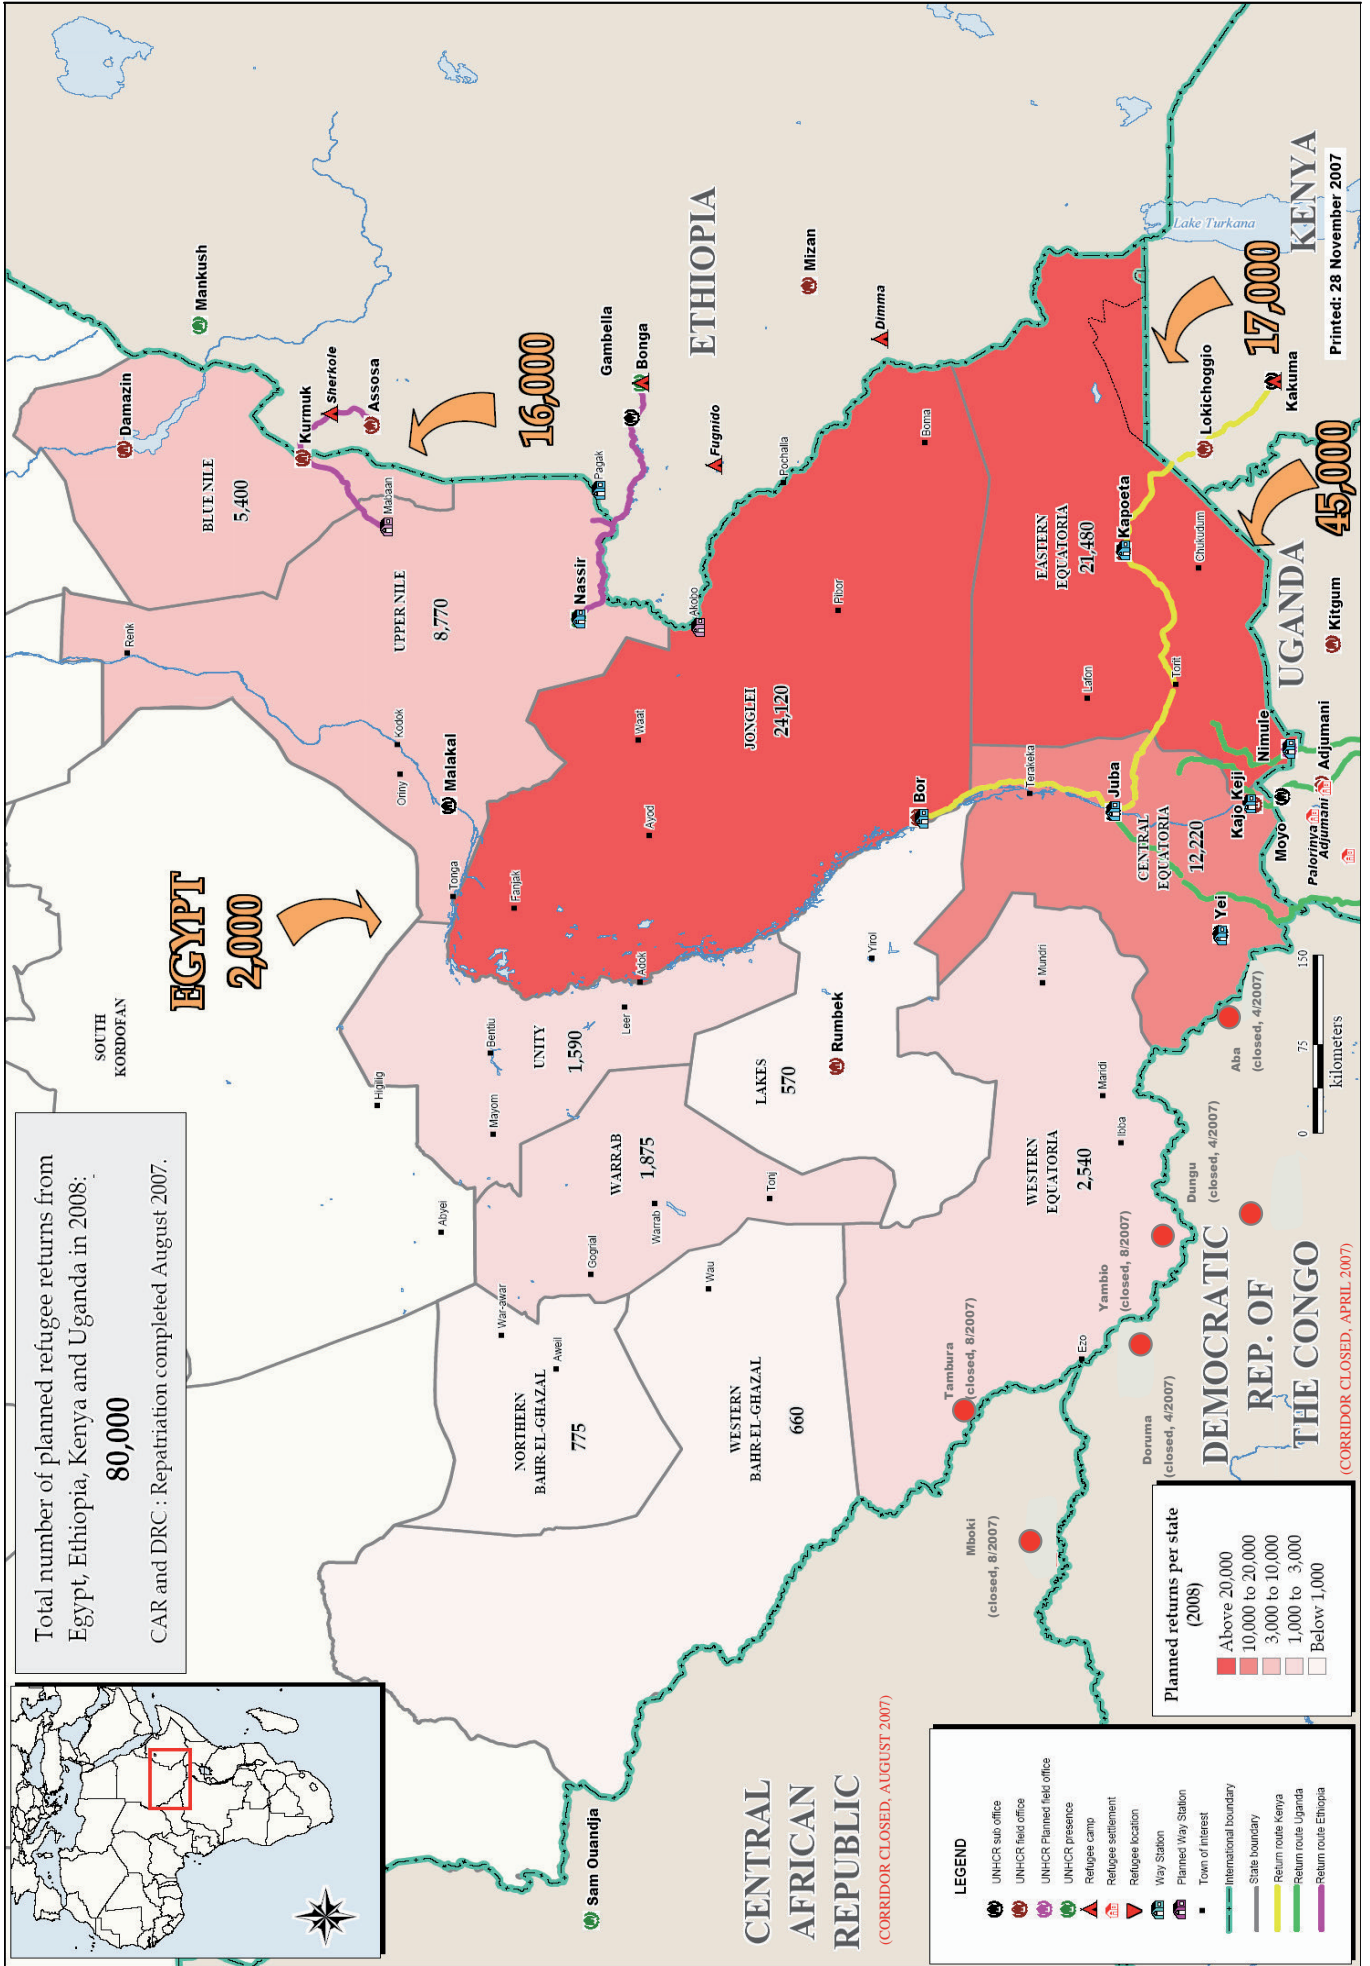 Total number of planned refugee returns from
Egypt, Ethiopia, Kenya and Uganda in 2008:
80,000
CAR and DRC : Repatriation completed August 2007.
SOUTH
KORDOFAN
EGYPT
2,000
Higilig
Abyei
Renk
Kodok
Oriny
Malakal
Tonga
Damazin
Mankush
BLUE NILE
5,400
Kurmuk
Sherkole
Assosa
Mabaan
UPPER NILE
8,770
16,000
Gambella
Bonga
Pagak
Nassir
ETHIOPIA
Mizan
Dimma
Fugnido
Pochalla
Akobo
Boma
Pibor
JONGLEI
24,120
Waat
Ayod
Fanjak
Adok
Bor
UNITY
1,590
Bentiu
Mayom
Leer
WARRAB
1,875
Gogrial
Warrab
Tonj
NORTHERN
BAHR-EL-GHAZAL
775
War-awar
Aweil
WESTERN
BAHR-EL-GHAZAL
660
Wau
LAKES
570
Rumbek
Yirol
WESTERN
EQUATORIA
2,540
Mundri
Maridi
Ibba
Ezo
CENTRAL
EQUATORIA
12,220
Terakeka
Juba
Yei
Kajo Keji
EASTERN
EQUATORIA
21,480
Kapoeta
Chukudum
Lafon
Torit
Nimule
Lokichoggio
Kakuma
17,000
KENYA
Lake Turkana
45,000
UGANDA
Kitgum
Moyo
Adjumani
Palorinya
Adjumani
Sam Ouandja
CENTRAL
AFRICAN
REPUBLIC
(CORRIDOR CLOSED, AUGUST 2007)
Mboki
(closed, 8/2007)
Tambura
(closed, 8/2007)
Yambio
(closed, 8/2007)
Doruma
(closed, 4/2007)
Dungu
(closed, 4/2007)
Aba
(closed, 4/2007)
DEMOCRATIC
REP. OF
THE CONGO
(CORRIDOR CLOSED, APRIL 2007)
0 75 150
kilometers
Planned returns per state
(2008)
Above 20,000
10,000 to 20,000
3,000 to 10,000
1,000 to 3,000
Below 1,000
LEGEND
UNHCR sub office
UNHCR field office
UNHCR Planned field office
UNHCR presence
Refugee camp
Refugee settlement
Refugee location
Way Station
Planned Way Station
Town of interest
International boundary
State boundary
Return route Kenya
Return route Uganda
Return route Ethiopia
Printed: 28 November 2007